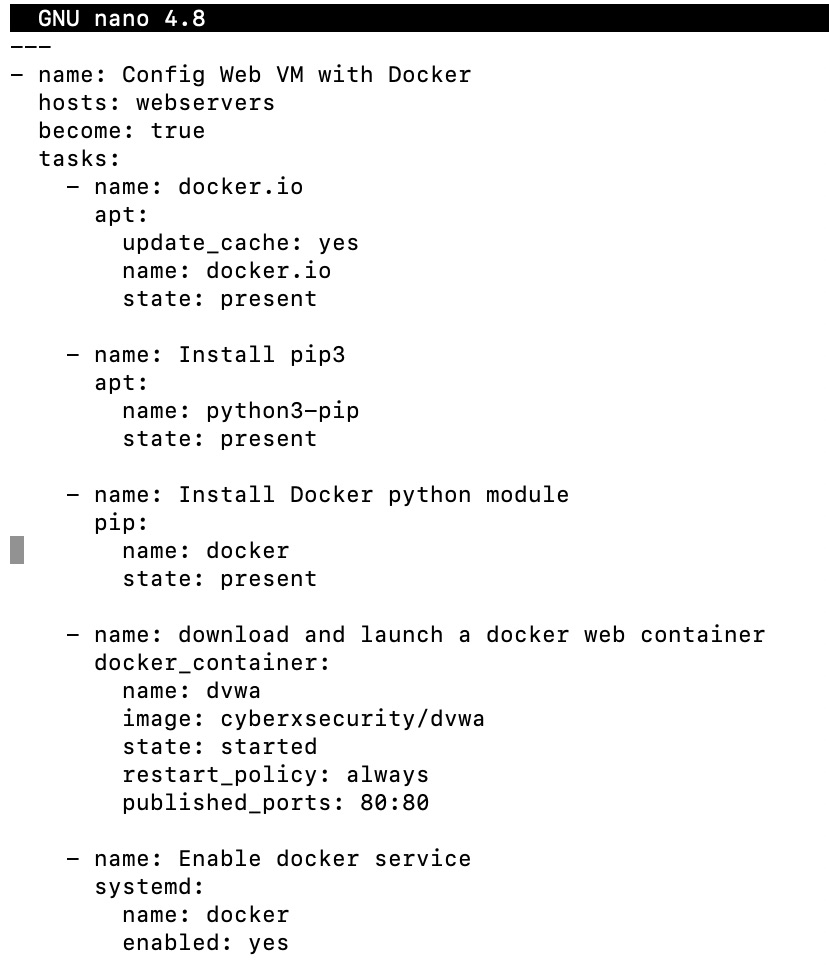 GNU nano 4.8
---
- name: Config Web VM with Docker
  hosts: webservers
  become: true
  tasks:
    - name: docker.io
      apt:
        update_cache: yes
        name: docker.io
        state: present

    - name: Install pip3
      apt:
        name: python3-pip
        state: present

    - name: Install Docker python module
      pip:
        name: docker
        state: present

    - name: download and launch a docker web container
      docker_container:
        name: dvwa
        image: cyberxsecurity/dvwa
        state: started
        restart_policy: always
        published_ports: 80:80

    - name: Enable docker service
      systemd:
        name: docker
        enabled: yes